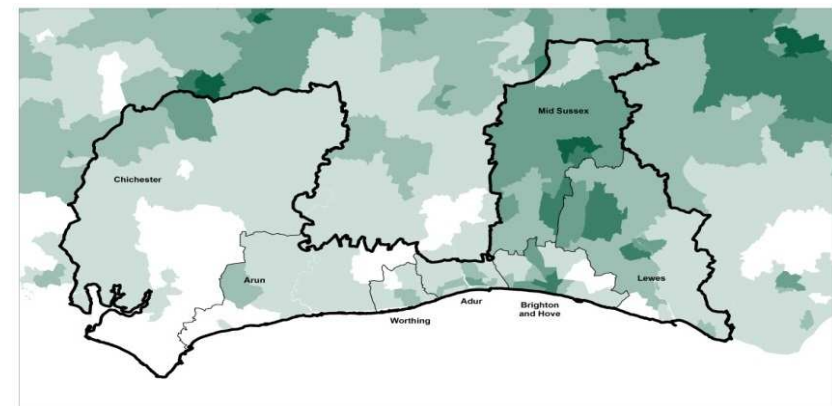 Mid Sussex
Chichester
Arun
Lewes
Adur
Brighton
and Hove
Worthing